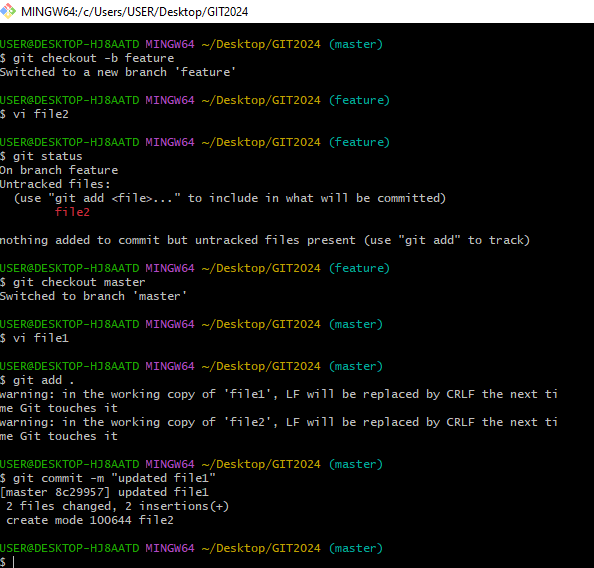 MINGW64:/c/Users/USER/Desktop/GIT2024
USER@DESKTOP-HJ8AATD MINGW64 ~/Desktop/GIT2024 (master)
$ git checkout -b feature
Switched to a new branch 'feature'
USER@DESKTOP-HJ8AATD MINGW64 ~/Desktop/GIT2024 (feature)
$ vi file2
USER@DESKTOP-HJ8AATD MINGW64 ~/Desktop/GIT2024 (feature)
$ git status
On branch feature
Untracked files:
  (use "git add <file>..." to include in what will be committed)
        file2
nothing added to commit but untracked files present (use "git add" to track)
USER@DESKTOP-HJ8AATD MINGW64 ~/Desktop/GIT2024 (feature)
$ git checkout master
Switched to branch 'master'
USER@DESKTOP-HJ8AATD MINGW64 ~/Desktop/GIT2024 (master)
$ vi file1
USER@DESKTOP-HJ8AATD MINGW64 ~/Desktop/GIT2024 (master)
$ git add .
warning: in the working copy of 'file1', LF will be replaced by CRLF the next ti
me Git touches it
warning: in the working copy of 'file2', LF will be replaced by CRLF the next ti
me Git touches it
USER@DESKTOP-HJ8AATD MINGW64 ~/Desktop/GIT2024 (master)
$ git commit -m "updated file1"
[master 8c29957] updated file1
 2 files changed, 2 insertions(+)
 create mode 100644 file2
USER@DESKTOP-HJ8AATD MINGW64 ~/Desktop/GIT2024 (master)
$